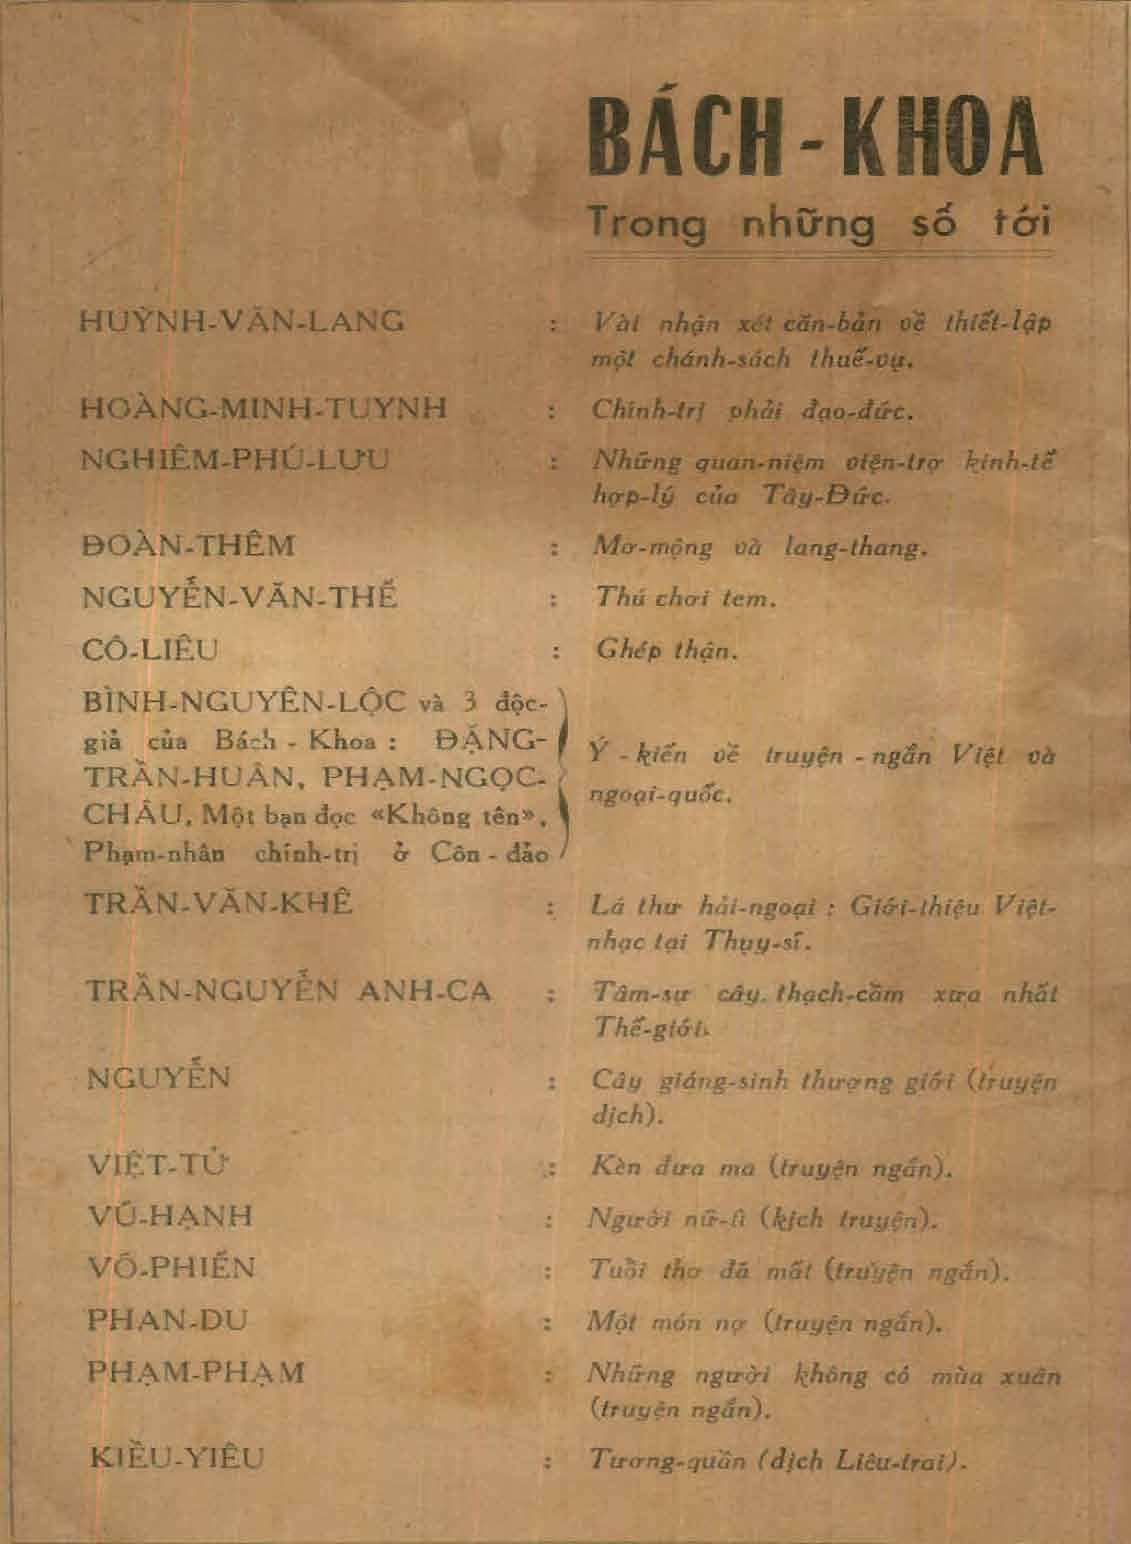 BÁCH-KHOA
Trong những số tới
HUỲNH-VĂN-LANG : Vài nhận xét căn-bản về thiết-lập
một chánh-sách thuế-vụ.
HOÀNG-MINH-TUYNH : Chính-trị phải đạo-đức.
NGHIÊM-PHÚ-LƯU : Những quan-niệm viện-trợ kinh-tế
hợp-lý của Tây-Đức.
ĐOÀN-THÊM : Mơ-mộng và lang-thang.
NGUYỄN-VĂN-THẾ : Thú chơi tem.
CÔ-LIÊU : Ghép thận.
BÌNH-NGUYÊN-LỘC và 3 độc-
giả của Bách - Khoa : ĐẶNG-
TRẦN-HUÂN, PHẠM-NGỌC-
CHÂU, Một bạn đọc «Không tên»,
Phạm-nhân chính-trị ở Côn - đảo
Ý - kiến về truyện - ngắn Việt và
ngoại-quốc.
TRẦN-VĂN-KHÊ : Lá thư hải-ngoại : Giới-thiệu Việt-
nhạc tại Thụy-sĩ.
TRẦN-NGUYỄN ANH-CA : Tâm-sự cây thạch-cầm xưa nhất
Thế-giới.
NGUYỄN : Cây giáng-sinh thượng giới (truyện
dịch).
VIỆT-TỬ : Kèn đưa ma (truyện ngắn).
VŨ-HẠNH : Người nữ-tì (kịch truyện).
VÕ-PHIẾN : Tuổi thơ đã mất (truyện ngắn).
PHAN-DU : Một món nợ (truyện ngắn).
PHẠM-PHẠM : Những người không có mùa xuân
(truyện ngắn).
KIỀU-YIÊU : Tương-quần (dịch Liêu-trai).